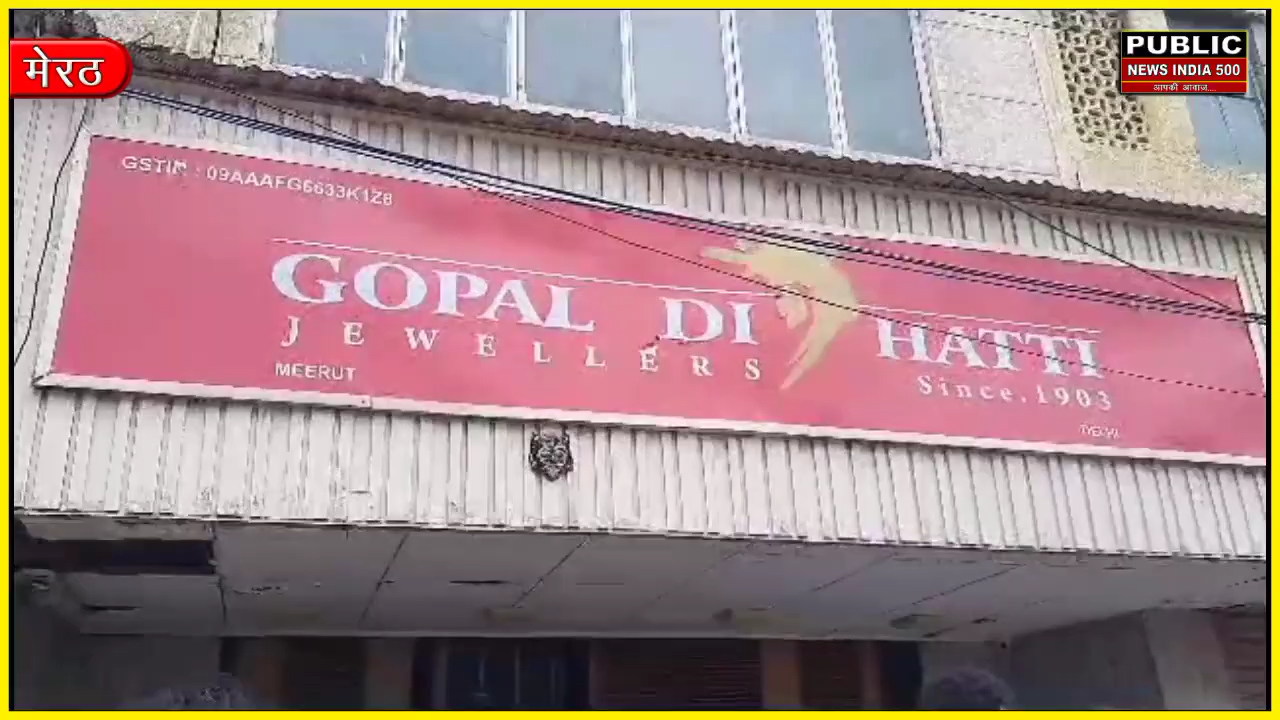 मेरठ
PUBLIC
NEWS INDIA 500
आपकी आवाज....
GSTIN : 09AAAFG6633K1Z8
GOPAL DI HATTI
JEWELLERS
Since.1903
MEERUT